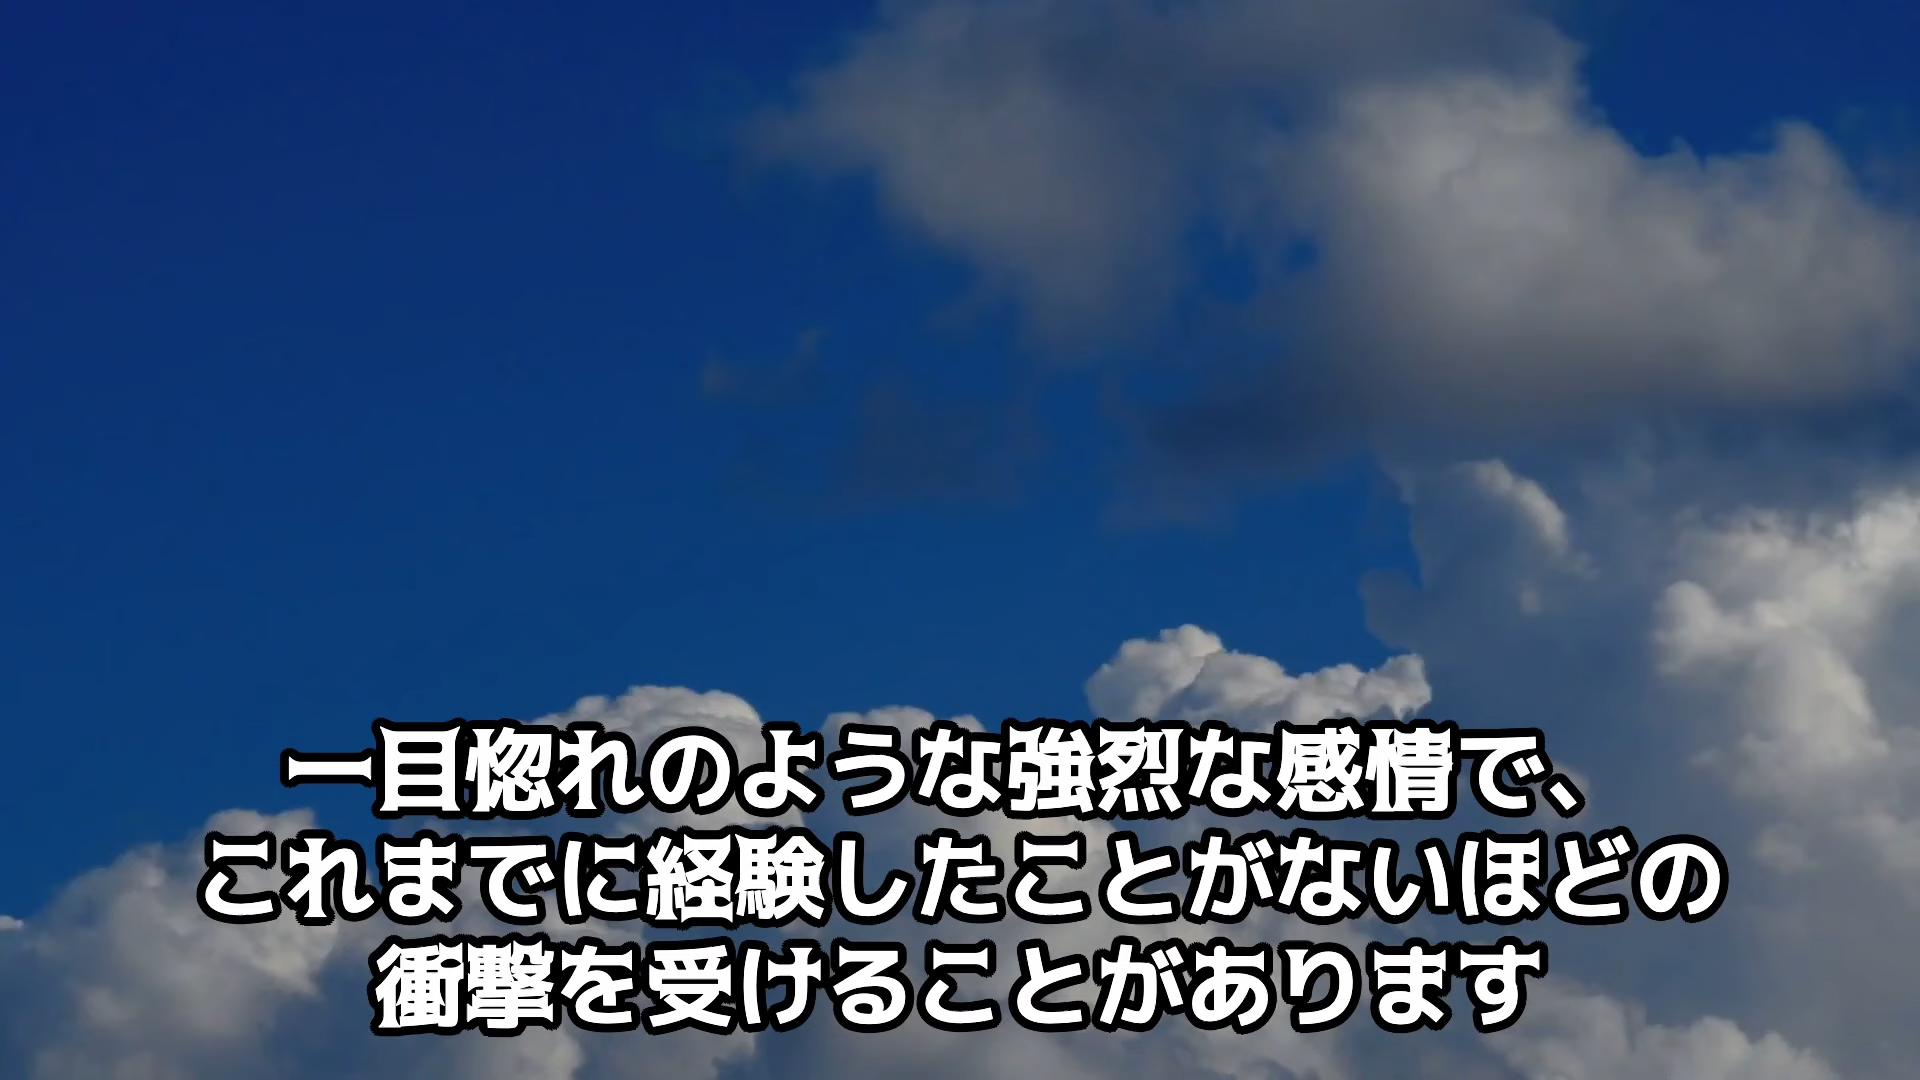 一目惚れのような強烈な感情で、
これまでに経験したことがないほどの
衝撃を受けることがあります